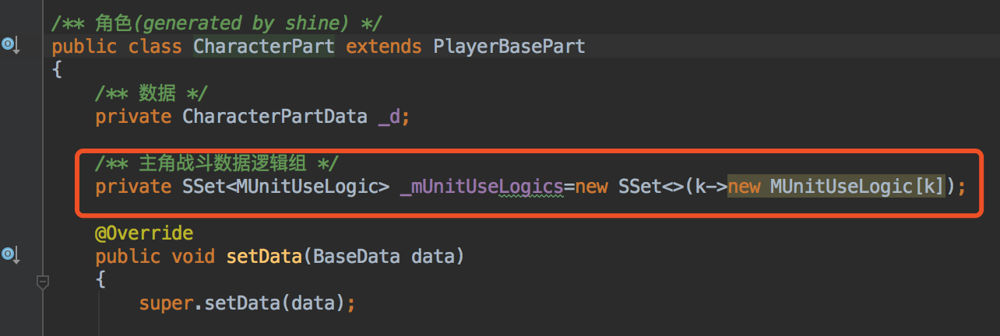 /** 角色(generated by shine) */
public class CharacterPart extends PlayerBasePart
{
/** 数据 */
private CharacterPartData _d;
/** 主角战斗数据逻辑组 */
private SSet<MUnitUseLogic> _mUnitUseLogics=new SSet<>(k->new MUnitUseLogic[k]);
@Override
public void setData(BaseData data)
{
super.setData(data);